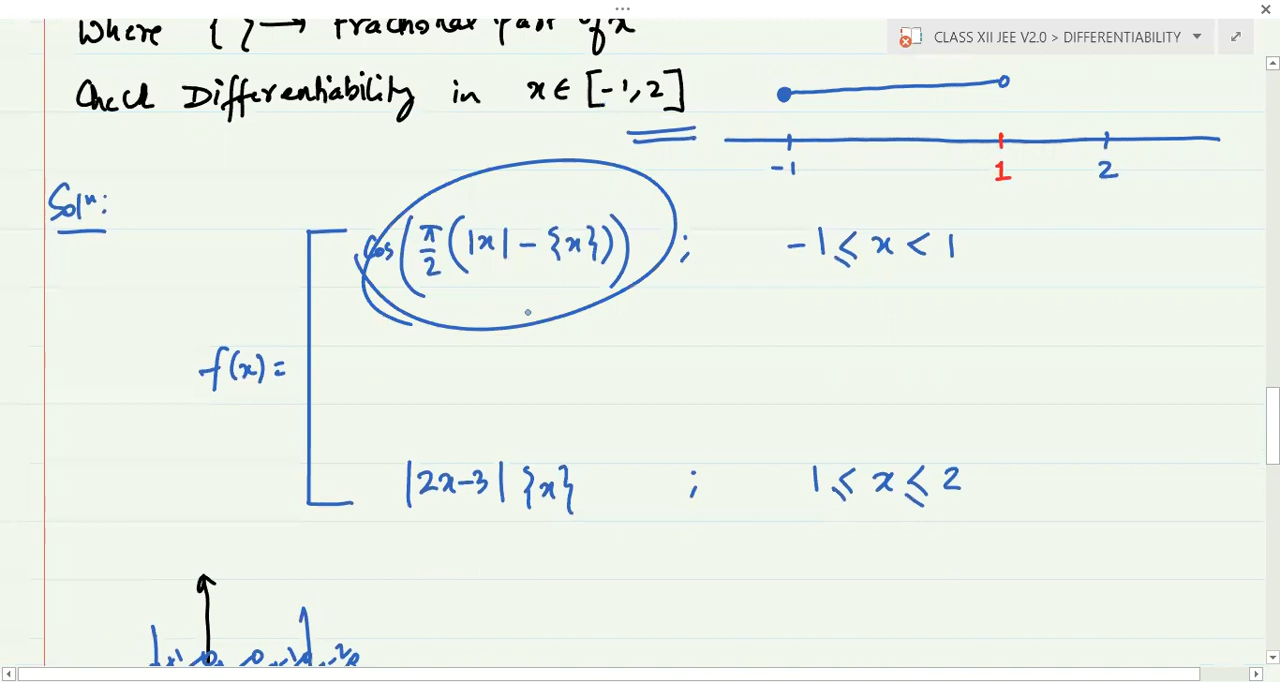 Where { } → Fractional part of x
CLASS XII JEE V2.0 > DIFFERENTIABILITY
Check Differentiability in x ∈ [-1, 2]
-1 1 2
Solⁿ:
cos(π/2(|x| - {x})) ; -1 ≤ x < 1
f(x) =
|2x-3| {x} ; 1 ≤ x ≤ 2